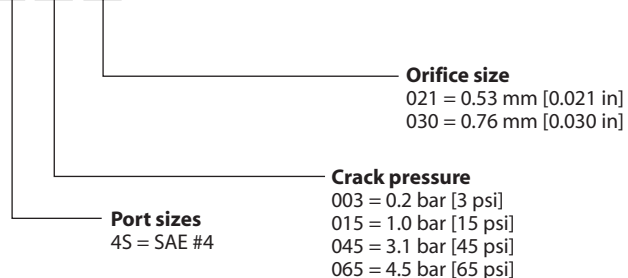 Orifice size
021 = 0.53 mm [0.021 in]
030 = 0.76 mm [0.030 in]
Crack pressure
003 = 0.2 bar [3 psi]
015 = 1.0 bar [15 psi]
045 = 3.1 bar [45 psi]
065 = 4.5 bar [65 psi]
Port sizes
4S = SAE #4